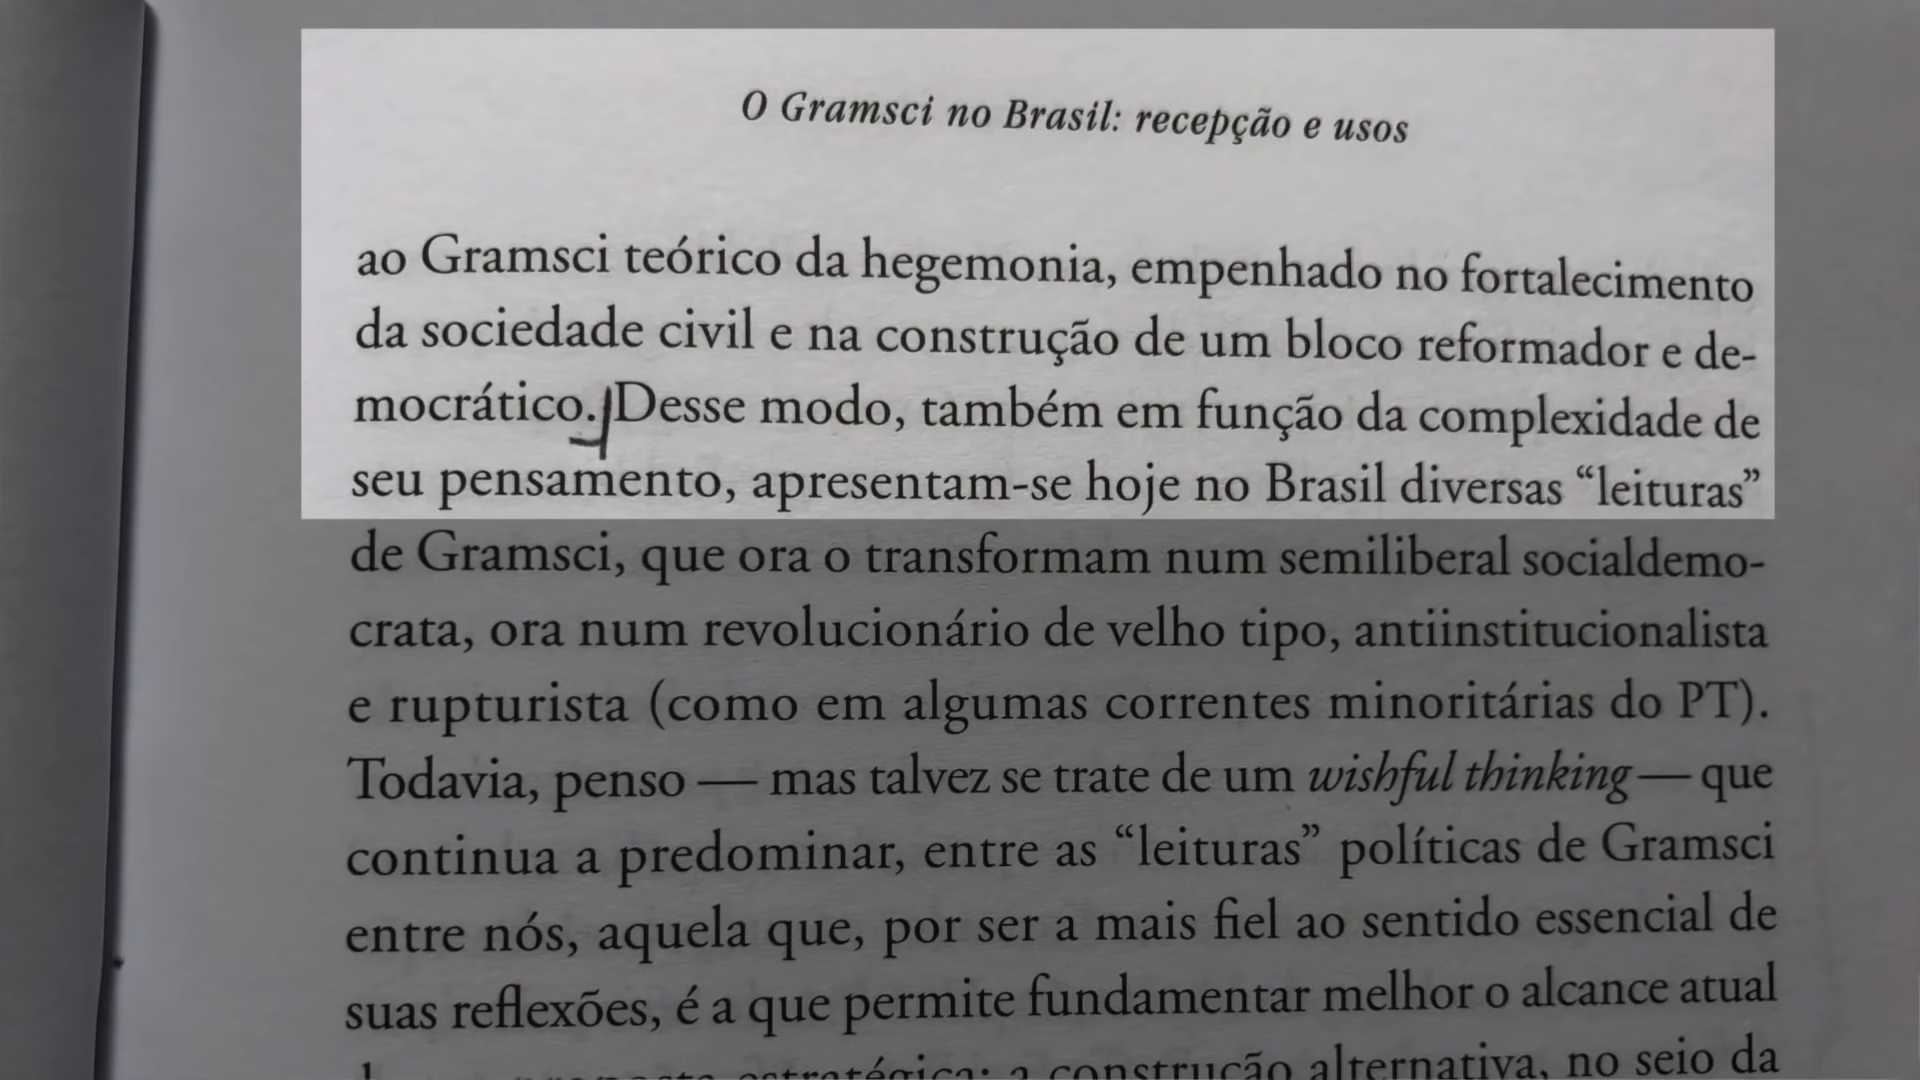 O Gramsci no Brasil: recepção e usos
ao Gramsci teórico da hegemonia, empenhado no fortalecimento
da sociedade civil e na construção de um bloco reformador e de-
mocrático. Desse modo, também em função da complexidade de
seu pensamento, apresentam-se hoje no Brasil diversas “leituras”
de Gramsci, que ora o transformam num semiliberal socialdemo-
crata, ora num revolucionário de velho tipo, antiinstitucionalista
e rupturista (como em algumas correntes minoritárias do PT).
Todavia, penso — mas talvez se trate de um wishful thinking — que
continua a predominar, entre as “leituras” políticas de Gramsci
entre nós, aquela que, por ser a mais fiel ao sentido essencial de
suas reflexões, é a que permite fundamentar melhor o alcance atual
estratégica: a construção alternativa, no seio da